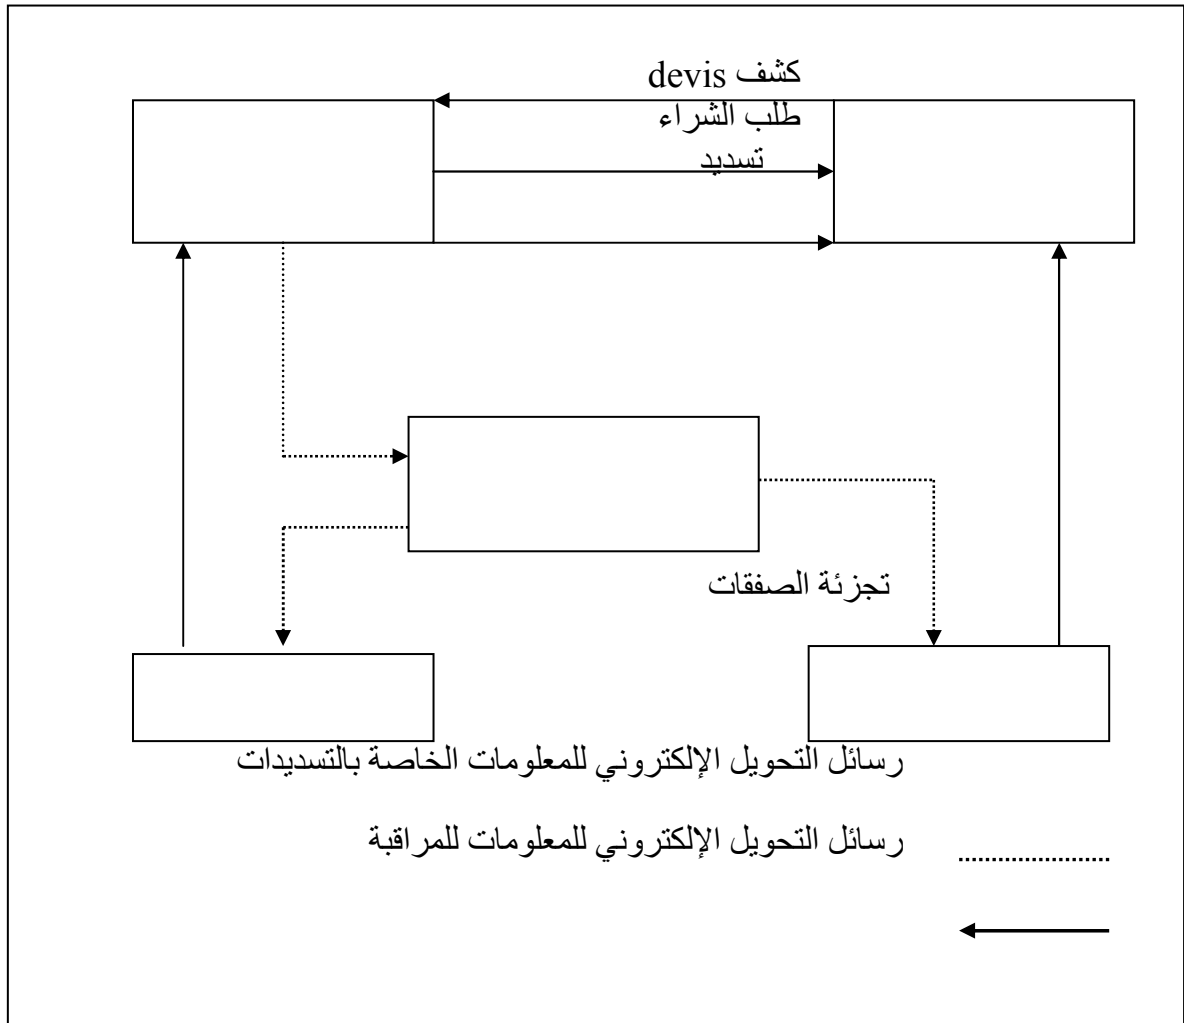 كشف devis
طلب الشراء
تسديد
تجزئة الصفقات
رسائل التحويل الإلكتروني للمعلومات الخاصة بالتسديدات
رسائل التحويل الإلكتروني للمعلومات للمراقبة